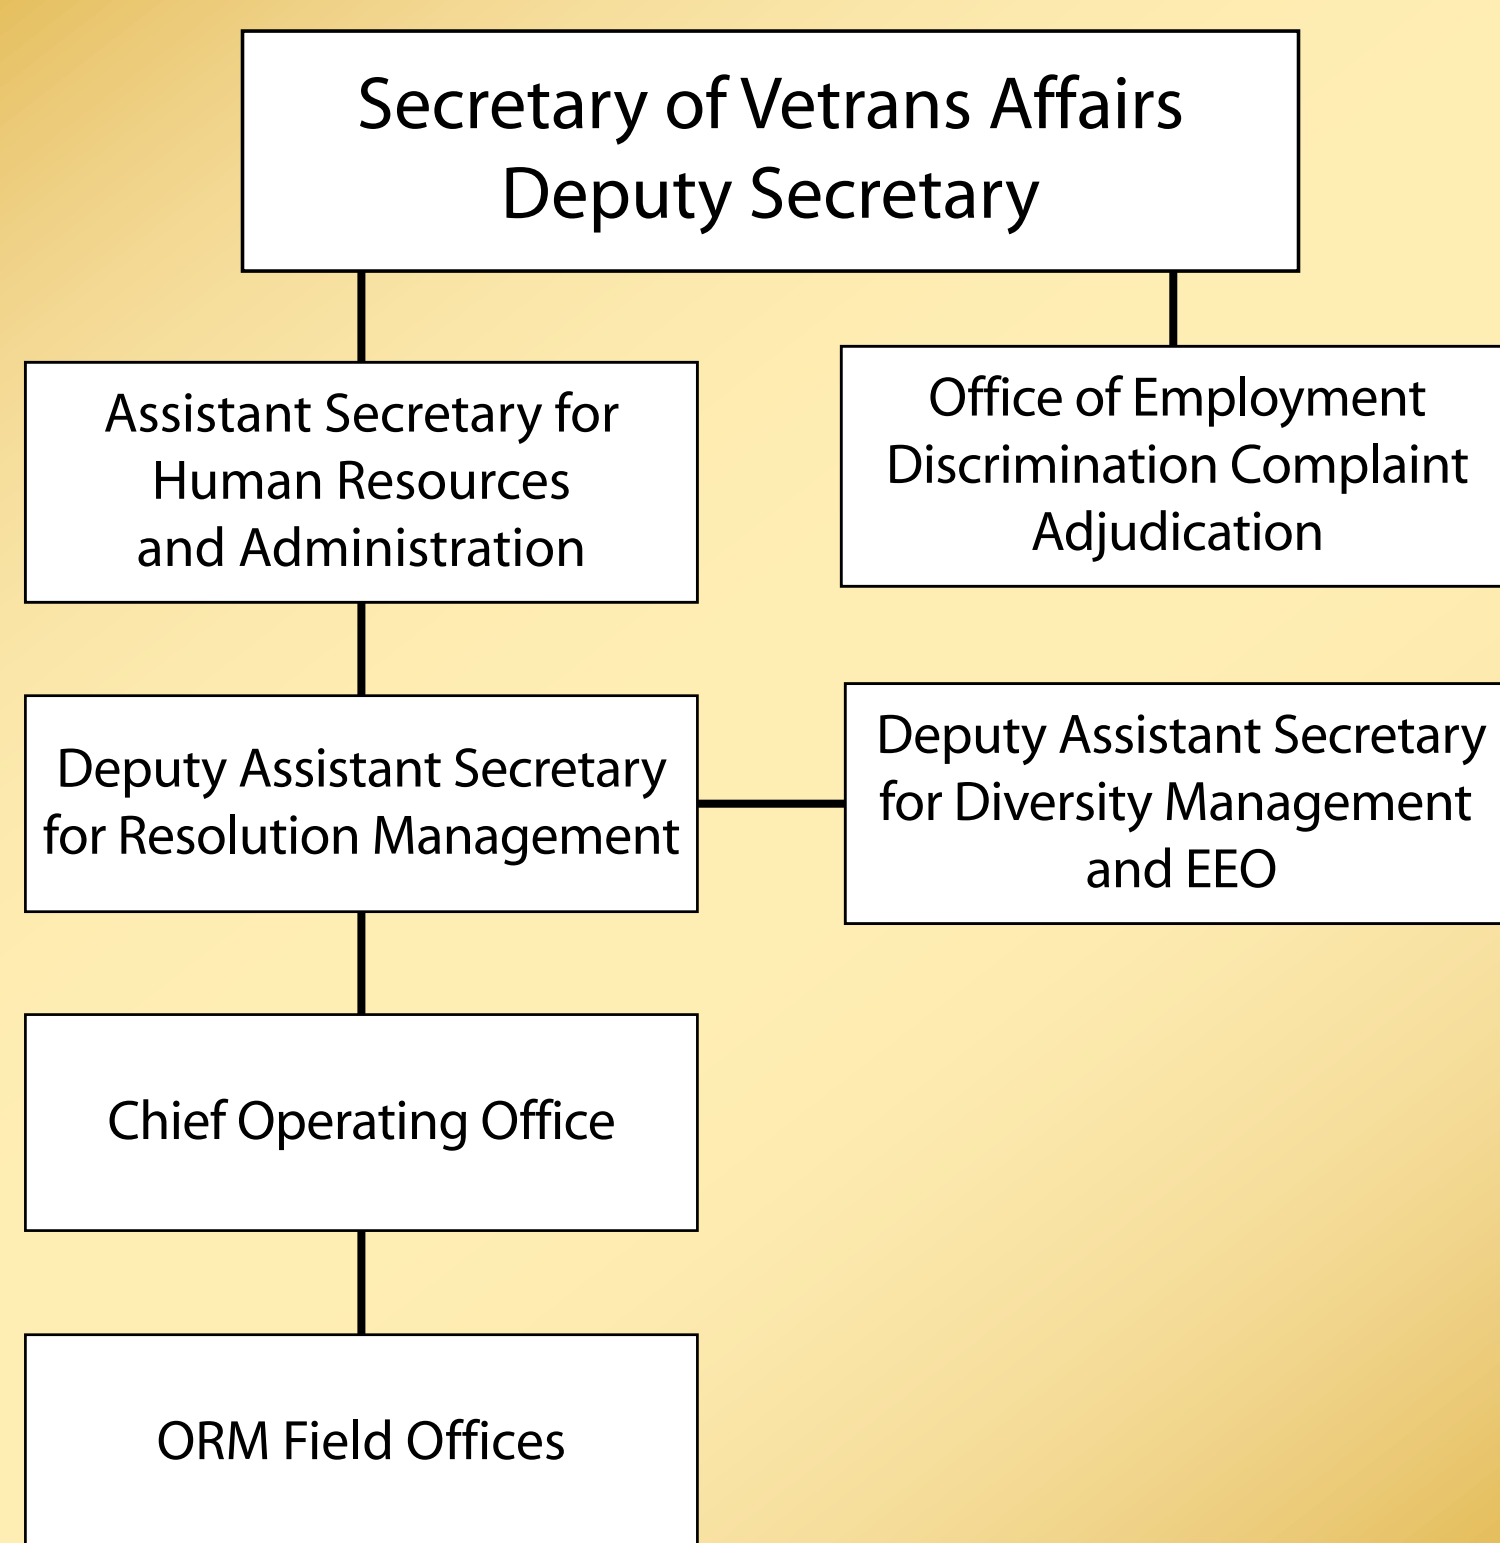 Secretary of Vetrans Affairs
Deputy Secretary
Assistant Secretary for
Human Resources
and Administration
Office of Employment
Discrimination Complaint
Adjudication
Deputy Assistant Secretary
for Resolution Management
Deputy Assistant Secretary
for Diversity Management
and EEO
Chief Operating Office
ORM Field Offices